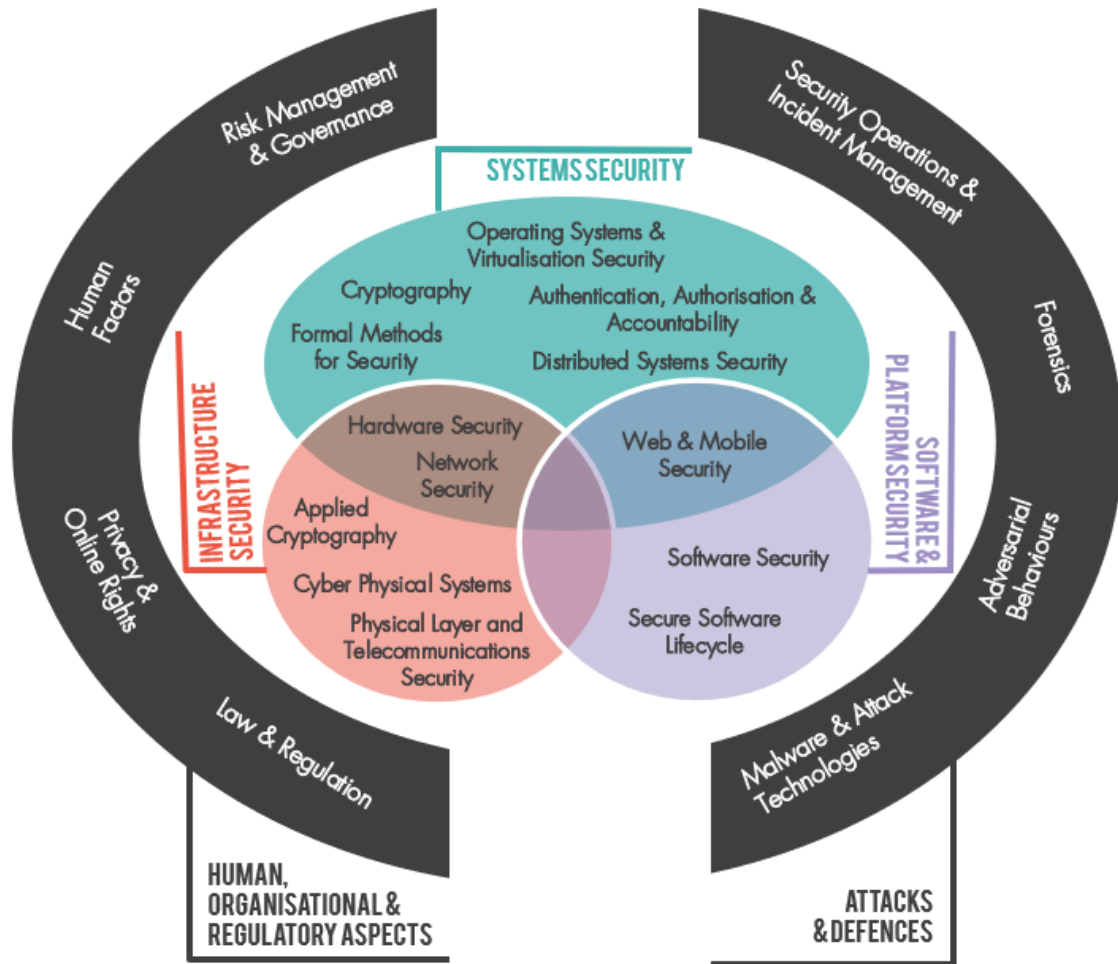 Risk Management
& Governance
Human
Factors
Privacy &
Online Rights
Law & Regulation
HUMAN,
ORGANISATIONAL &
REGULATORY ASPECTS
SYSTEMS SECURITY
Operating Systems &
Virtualisation Security
Cryptography
Authentication, Authorisation &
Accountability
Formal Methods
for Security
Distributed Systems Security
INFRASTRUCTURE
SECURITY
Hardware Security
Network
Security
Web & Mobile
Security
Applied
Cryptography
Cyber Physical Systems
Physical Layer and
Telecommunications
Security
Software Security
Secure Software
Lifecycle
SOFTWARE &
PLATFORM SECURITY
Security Operations &
Incident Management
Forensics
Adversarial
Behaviours
Malware & Attack
Technologies
ATTACKS
& DEFENCES